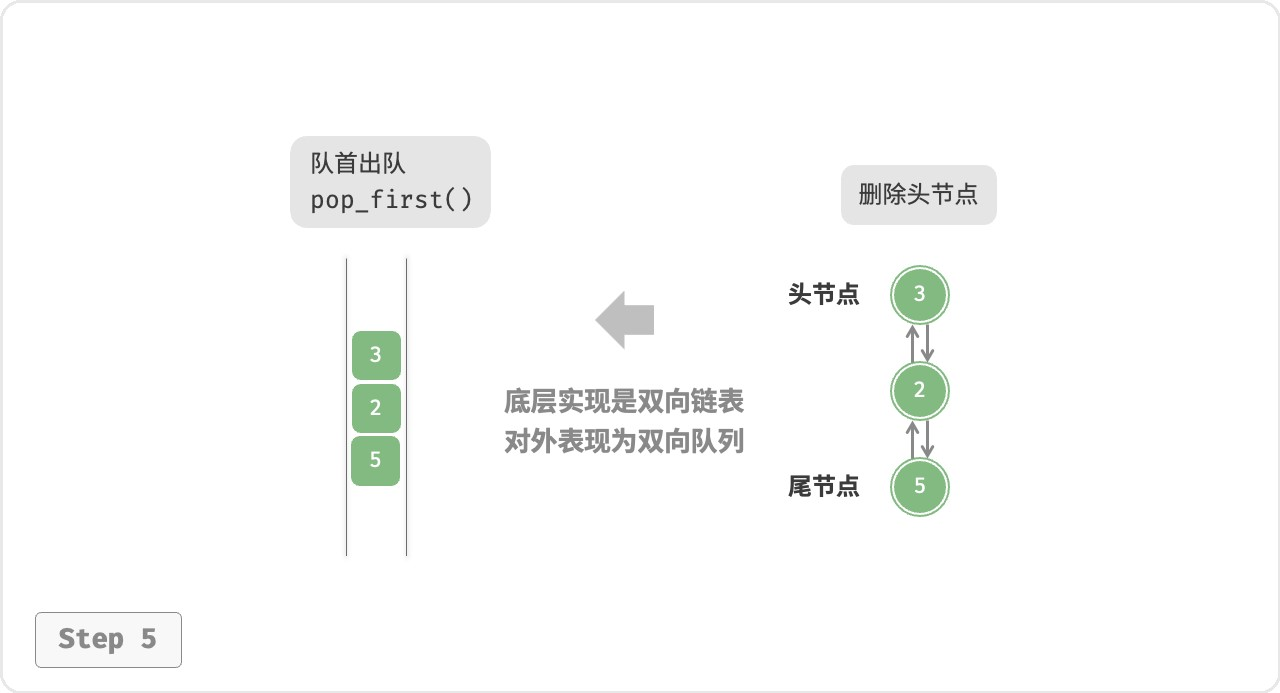 队首出队
pop_first()
删除头节点
头节点
3
2
尾节点
5
3
2
5
底层实现是双向链表
对外表现为双向队列
Step 5